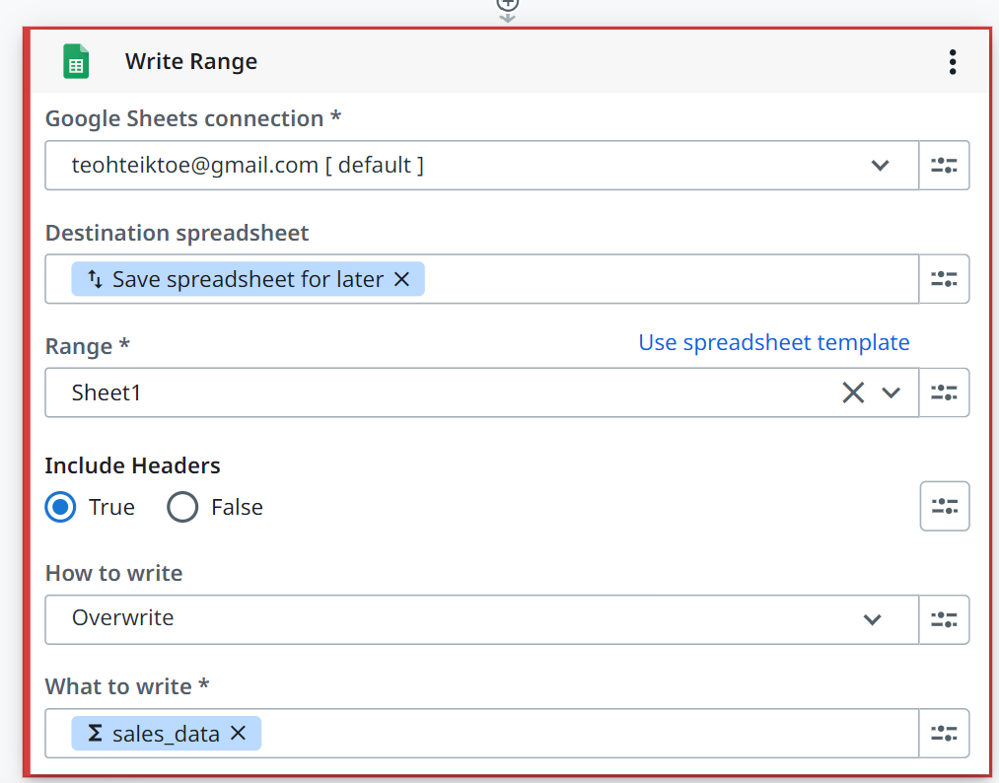 Write Range
Google Sheets connection *
teohteiktoe@gmail.com [ default ]
Destination spreadsheet
Save spreadsheet for later
Range *
Use spreadsheet template
Sheet1
Include Headers
True
False
How to write
Overwrite
What to write *
sales_data